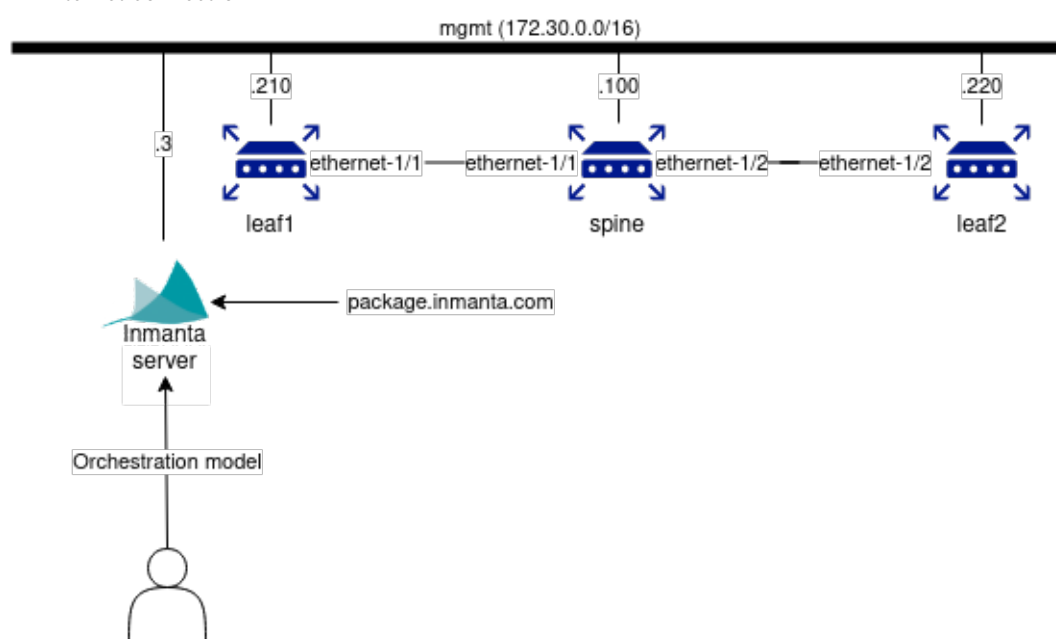 mgmt (172.30.0.0/16)
.210
.100
.220
.3
ethernet-1/1
ethernet-1/1
ethernet-1/2
ethernet-1/2
leaf1
spine
leaf2
package.inmanta.com
Inmanta
server
Orchestration model